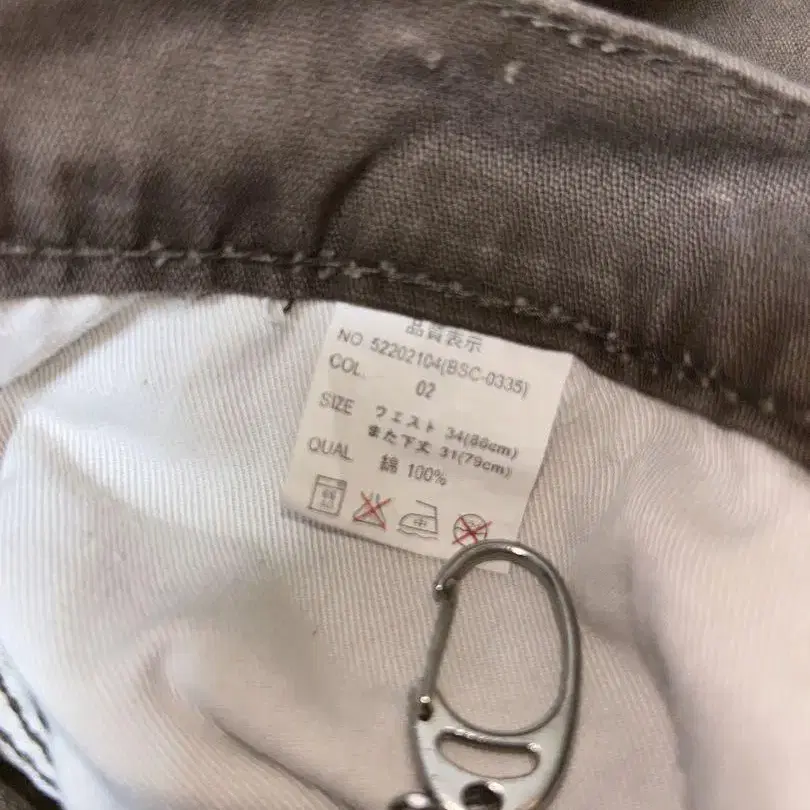 品質表示
NO 52202104(BSC-0335)
COL. 02
SIZE ウエスト 34(86cm)
また下丈 31(79cm)
QUAL 綿 100%
中